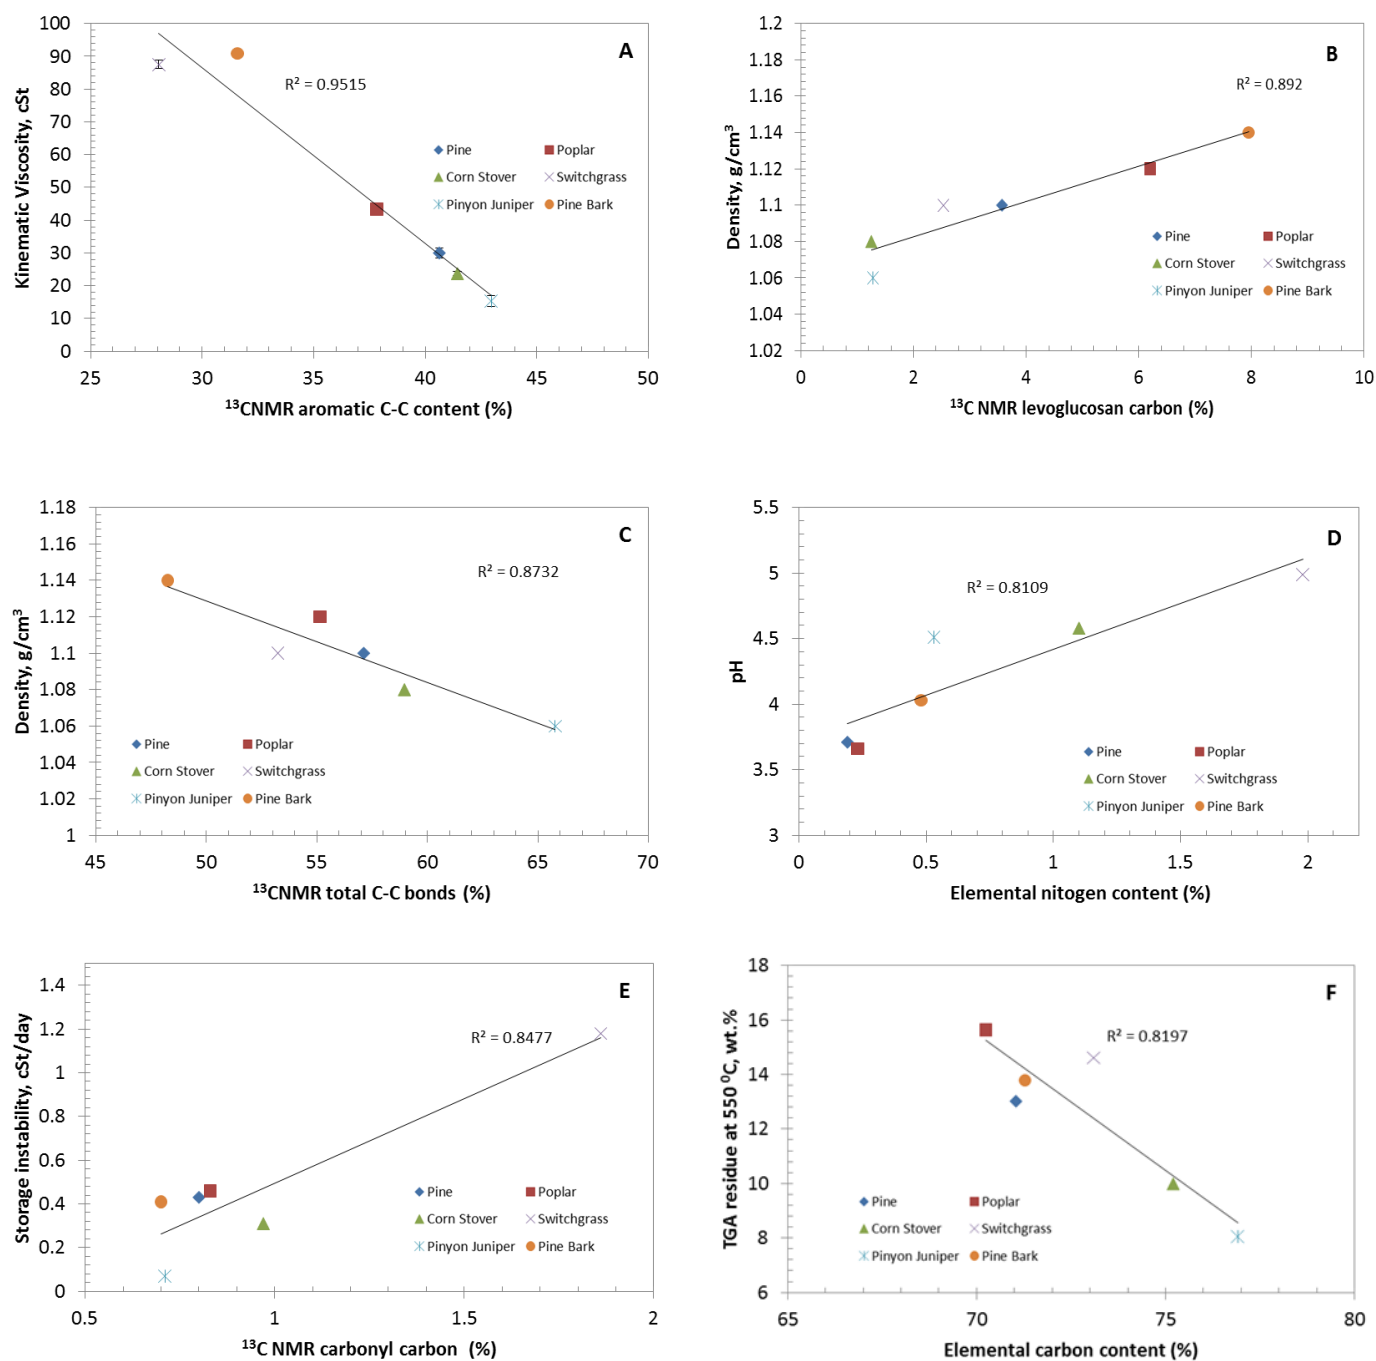 A
R² = 0.9515
Kinematic Viscosity, cSt
100
90
80
70
60
50
40
30
20
10
0
25 30 35 40 45 50
¹³CNMR aromatic C-C content (%)
Pine Poplar
Corn Stover Switchgrass
Pinyon Juniper Pine Bark
B
R² = 0.892
Density, g/cm³
1.2
1.18
1.16
1.14
1.12
1.1
1.08
1.06
1.04
1.02
0 2 4 6 8 10
¹³C NMR levoglucosan carbon (%)
Pine Poplar
Corn Stover Switchgrass
Pinyon Juniper Pine Bark
C
R² = 0.8732
Density, g/cm³
1.18
1.16
1.14
1.12
1.1
1.08
1.06
1.04
1.02
1
45 50 55 60 65 70
¹³CNMR total C-C bonds (%)
Pine Poplar
Corn Stover Switchgrass
Pinyon Juniper Pine Bark
D
R² = 0.8109
pH
5.5
5
4.5
4
3.5
3
0 0.5 1 1.5 2
Elemental nitogen content (%)
Pine Poplar
Corn Stover Switchgrass
Pinyon Juniper Pine Bark
E
R² = 0.8477
Storage instability, cSt/day
1.4
1.2
1
0.8
0.6
0.4
0.2
0
0.5 1 1.5 2
¹³C NMR carbonyl carbon (%)
Pine Poplar
Corn Stover Switchgrass
Pinyon Juniper Pine Bark
F
R² = 0.8197
TGA residue at 550 ⁰C, wt.%
18
16
14
12
10
8
6
65 70 75 80
Elemental carbon content (%)
Pine Poplar
Corn Stover Switchgrass
Pinyon Juniper Pine Bark